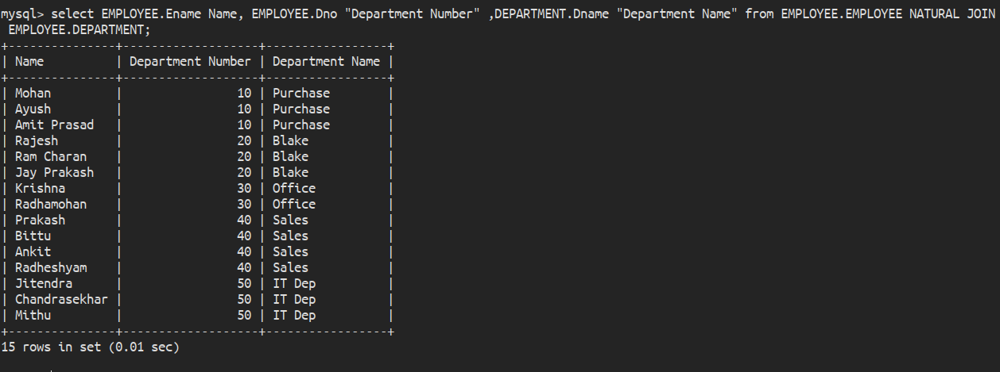 mysql> select EMPLOYEE.Ename Name, EMPLOYEE.Dno "Department Number" ,DEPARTMENT.Dname "Department Name" from EMPLOYEE.EMPLOYEE NATURAL JOIN
 EMPLOYEE.DEPARTMENT;
+---------------+-------------------+-----------------+
| Name          | Department Number | Department Name |
+---------------+-------------------+-----------------+
| Mohan         |                10 | Purchase        |
| Ayush         |                10 | Purchase        |
| Amit Prasad   |                10 | Purchase        |
| Rajesh        |                20 | Blake           |
| Ram Charan    |                20 | Blake           |
| Jay Prakash   |                20 | Blake           |
| Krishna       |                30 | Office          |
| Radhamohan    |                30 | Office          |
| Prakash       |                40 | Sales           |
| Bittu         |                40 | Sales           |
| Ankit         |                40 | Sales           |
| Radheshyam    |                40 | Sales           |
| Jitendra      |                50 | IT Dep          |
| Chandrasekhar |                50 | IT Dep          |
| Mithu         |                50 | IT Dep          |
+---------------+-------------------+-----------------+
15 rows in set (0.01 sec)